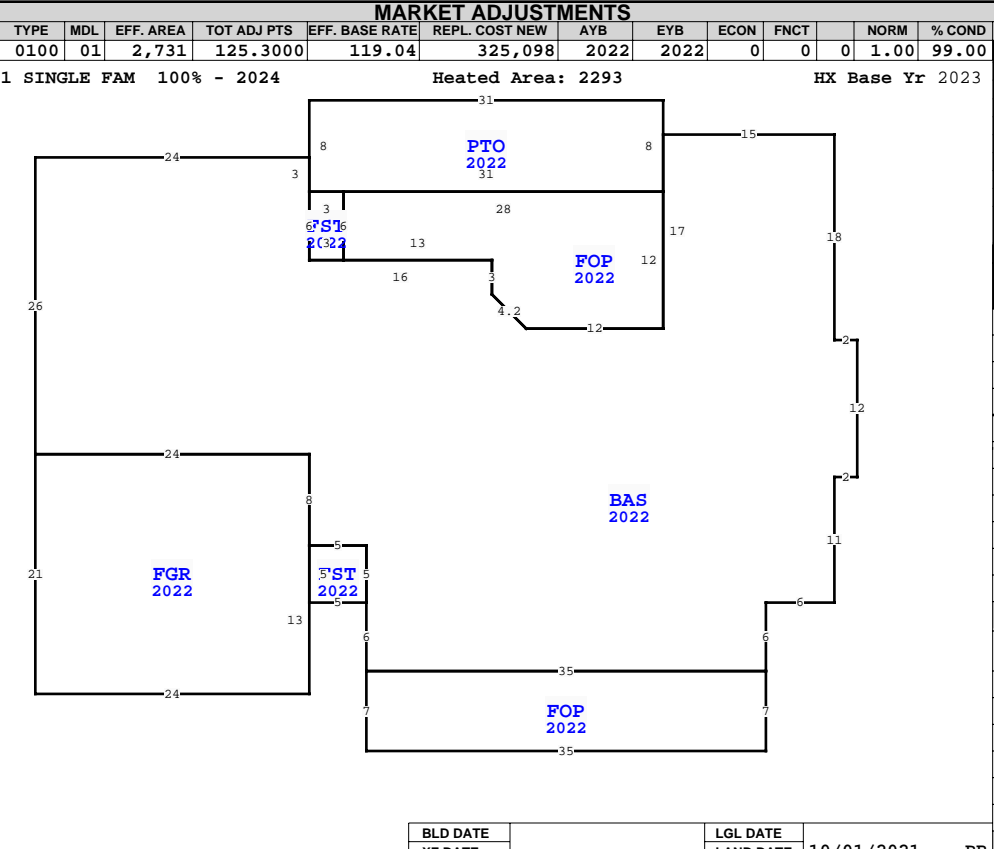 MARKET ADJUSTMENTS
TYPE MDL EFF. AREA TOT ADJ PTS EFF. BASE RATE REPL. COST NEW AYB EYB ECON FNCT NORM % COND
0100 01 2,731 125.3000 119.04 325,098 2022 2022 0 0 0 1.00 99.00
1 SINGLE FAM 100% - 2024 Heated Area: 2293 HX Base Yr 2023
31
15
8 PTO 8
24 2022
3 31
3 28
6 FST 6 17
2022 3 13 18
FOP 12
2022
16 3
26 4.2
12 2
12
24
2
8 BAS
2022
11
5
21 FGR 5 FST 5
2022 2022
5 6
13
6 6
35
24
7 FOP 7
2022
35
BLD DATE LGL DATE